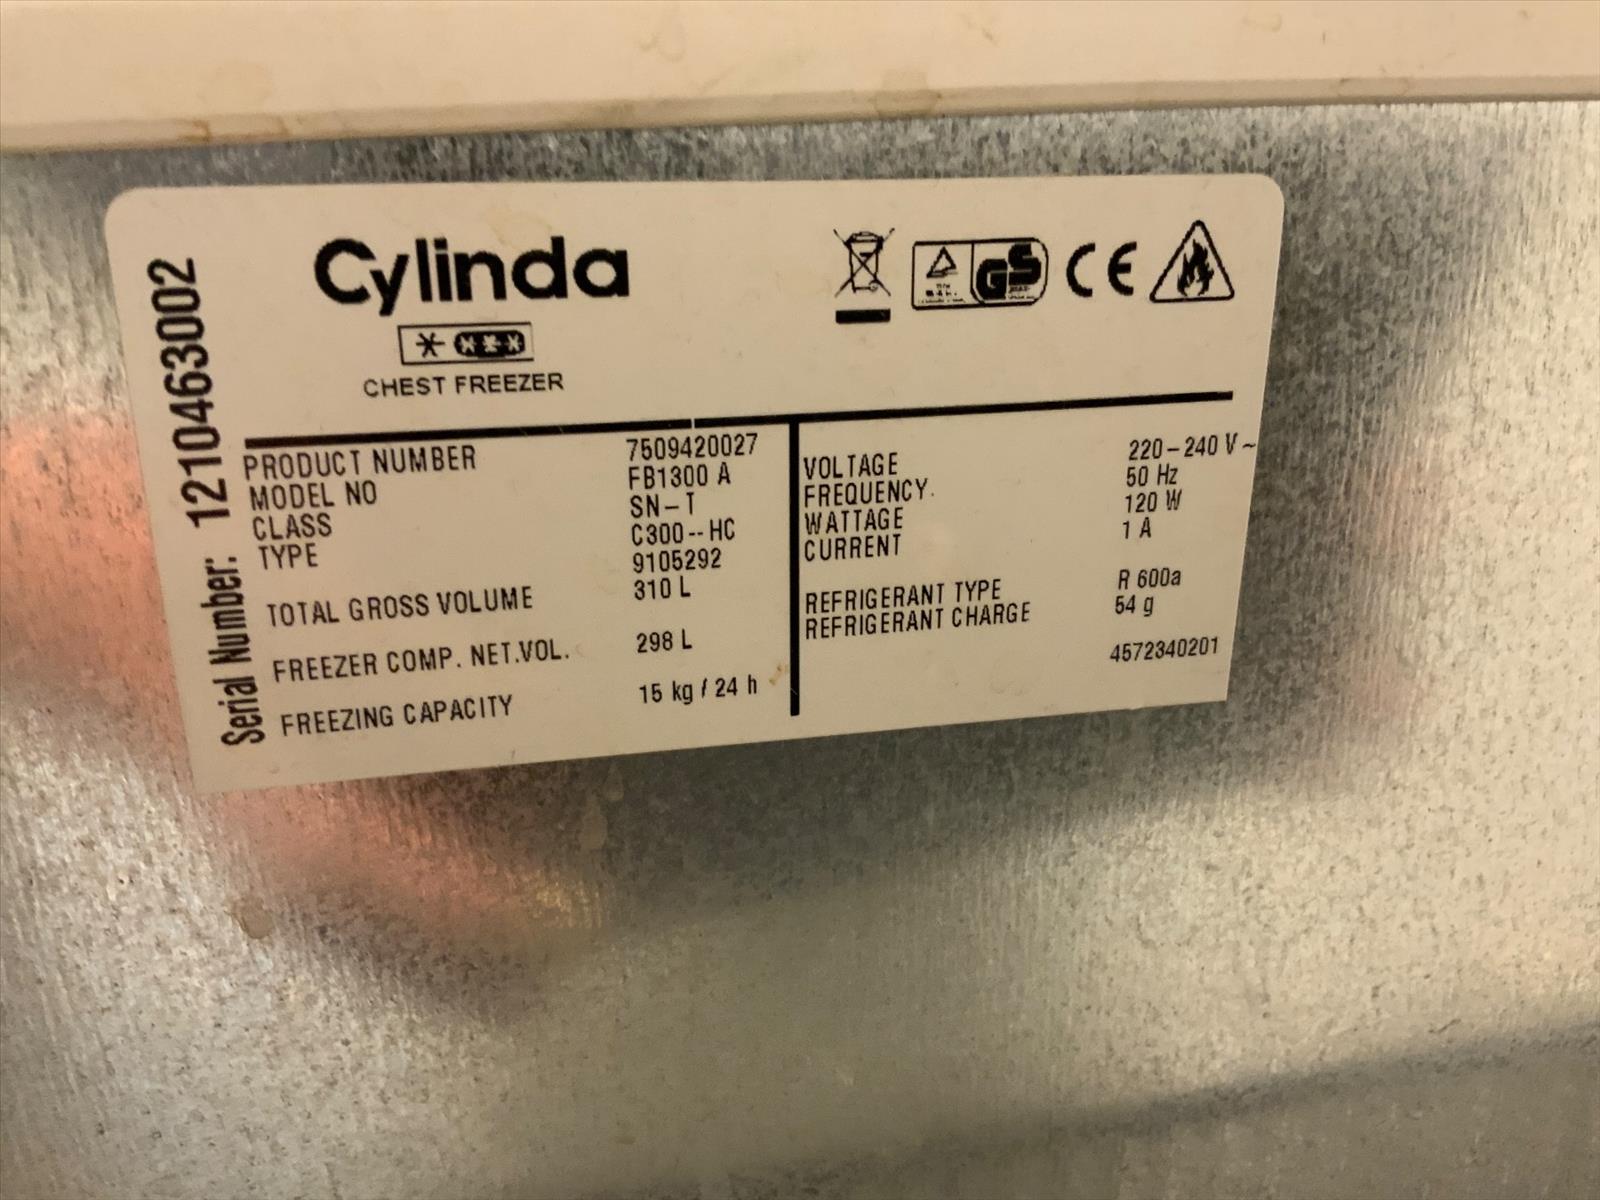 Cylinda
CHEST FREEZER
GS
CE
Serial Number: 1210463002
PRODUCT NUMBER 7509420027
MODEL NO FB1300 A
CLASS SN-T
TYPE C300--HC
9105292
TOTAL GROSS VOLUME 310 L
FREEZER COMP. NET.VOL. 298 L
FREEZING CAPACITY 15 kg / 24 h
VOLTAGE 220-240 V ~
FREQUENCY. 50 Hz
WATTAGE 120 W
CURRENT 1 A
REFRIGERANT TYPE R 600a
REFRIGERANT CHARGE 54 g
4572340201